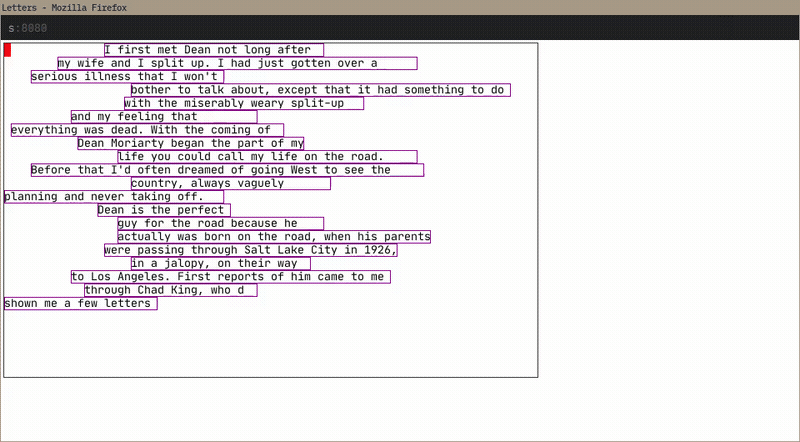 Letters - Mozilla Firefox
s:8080
I first met Dean not long after
my wife and I split up. I had just gotten over a
serious illness that I won't
bother to talk about, except that it had something to do
with the miserably weary split-up
and my feeling that
everything was dead. With the coming of
Dean Moriarty began the part of my
life you could call my life on the road.
Before that I'd often dreamed of going West to see the
country, always vaguely
planning and never taking off.
Dean is the perfect
guy for the road because he
actually was born on the road, when his parents
were passing through Salt Lake City in 1926,
in a jalopy, on their way
to Los Angeles. First reports of him came to me
through Chad King, who d
shown me a few letters